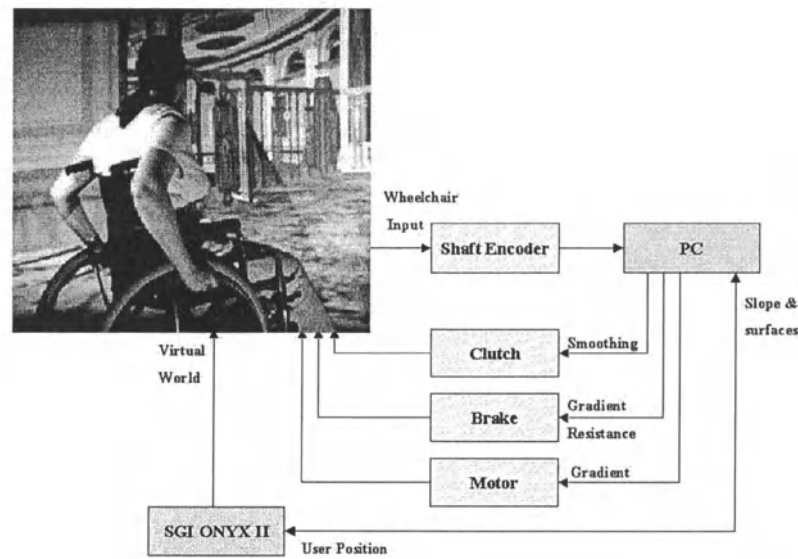 Wheelchair
Input
Shaft Encoder
PC
Slope &
surfaces
Virtual
World
Clutch
Smoothing
Brake
Gradient
Resistance
Motor
Gradient
SGI ONYX II
User Position